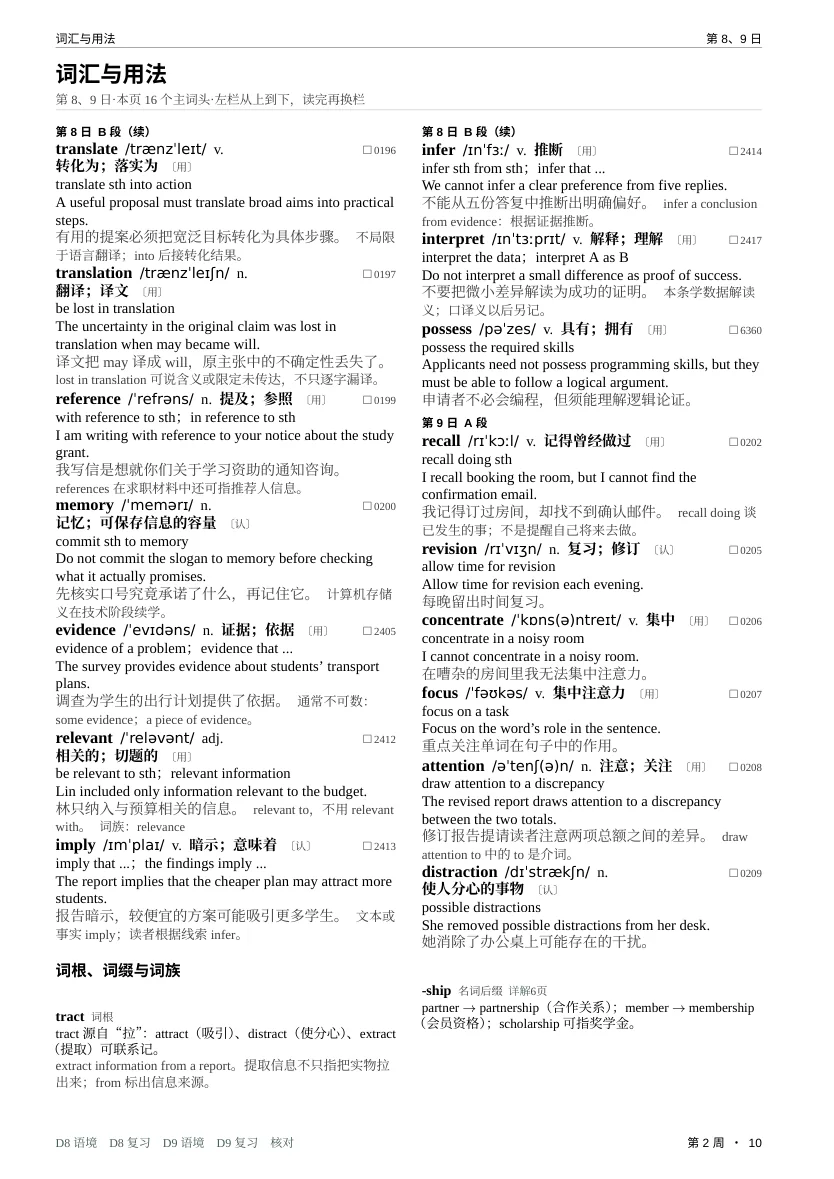 词汇与用法 第 8、9 日
词汇与用法
第 8、9 日·本页 16 个主词头·左栏从上到下，读完再换栏
第 8 日 B 段（续）
translate /trænzˈleɪt/ v. □0196
转化为；落实为 〔用〕
translate sth into action
A useful proposal must translate broad aims into practical
steps.
有用的提案必须把宽泛目标转化为具体步骤。 不局限
于语言翻译；into 后接转化结果。
translation /trænzˈleɪʃn/ n. □0197
翻译；译文 〔用〕
be lost in translation
The uncertainty in the original claim was lost in
translation when may became will.
译文把 may 译成 will，原主张中的不确定性丢失了。
lost in translation 可说含义或限定未传达，不只逐字漏译。
reference /ˈrefrəns/ n. 提及；参照 〔用〕 □0199
with reference to sth；in reference to sth
I am writing with reference to your notice about the study
grant.
我写信是想就你们关于学习资助的通知咨询。
references 在求职材料中还可指推荐人信息。
memory /ˈmeməri/ n. □0200
记忆；可保存信息的容量 〔认〕
commit sth to memory
Do not commit the slogan to memory before checking
what it actually promises.
先核实口号究竟承诺了什么，再记住它。 计算机存储
义在技术阶段续学。
evidence /ˈevɪdəns/ n. 证据；依据 〔用〕 □2405
evidence of a problem；evidence that ...
The survey provides evidence about students’ transport
plans.
调查为学生的出行计划提供了依据。 通常不可数：
some evidence；a piece of evidence。
relevant /ˈreləvənt/ adj. □2412
相关的；切题的 〔用〕
be relevant to sth；relevant information
Lin included only information relevant to the budget.
林只纳入与预算相关的信息。 relevant to，不用 relevant
with。 词族：relevance
imply /ɪmˈplaɪ/ v. 暗示；意味着 〔认〕 □2413
imply that ...；the findings imply ...
The report implies that the cheaper plan may attract more
students.
报告暗示，较便宜的方案可能吸引更多学生。 文本或
事实 imply；读者根据线索 infer。
第 8 日 B 段（续）
infer /ɪnˈfɜː/ v. 推断 〔用〕 □2414
infer sth from sth；infer that ...
We cannot infer a clear preference from five replies.
不能从五份答复中推断出明确偏好。 infer a conclusion
from evidence：根据证据推断。
interpret /ɪnˈtɜːprɪt/ v. 解释；理解 〔用〕 □2417
interpret the data；interpret A as B
Do not interpret a small difference as proof of success.
不要把微小差异解读为成功的证明。 本条学数据解读
义；口译义以后另记。
possess /pəˈzes/ v. 具有；拥有 〔用〕 □6360
possess the required skills
Applicants need not possess programming skills, but they
must be able to follow a logical argument.
申请者不必会编程，但须能理解逻辑论证。
第 9 日 A 段
recall /rɪˈkɔːl/ v. 记得曾经做过 〔用〕 □0202
recall doing sth
I recall booking the room, but I cannot find the
confirmation email.
我记得订过房间，却找不到确认邮件。 recall doing 谈
已发生的事；不是提醒自己将来去做。
revision /rɪˈvɪʒn/ n. 复习；修订 〔认〕 □0205
allow time for revision
Allow time for revision each evening.
每晚留出时间复习。
concentrate /ˈkɒns(ə)ntreɪt/ v. 集中 〔用〕 □0206
concentrate in a noisy room
I cannot concentrate in a noisy room.
在嘈杂的房间里我无法集中注意力。
focus /ˈfəʊkəs/ v. 集中注意力 〔用〕 □0207
focus on a task
Focus on the word’s role in the sentence.
重点关注单词在句子中的作用。
attention /əˈtenʃ(ə)n/ n. 注意；关注 〔用〕 □0208
draw attention to a discrepancy
The revised report draws attention to a discrepancy
between the two totals.
修订报告提请读者注意两项总额之间的差异。 draw
attention to 中的 to 是介词。
distraction /dɪˈstrækʃn/ n. □0209
使人分心的事物 〔认〕
possible distractions
She removed possible distractions from her desk.
她消除了办公桌上可能存在的干扰。
词根、词缀与词族
tract 词根
tract 源自“拉”：attract（吸引）、distract（使分心）、extract
（提取）可联系记。
extract information from a report。提取信息不只指把实物拉
出来；from 标出信息来源。
-ship 名词后缀 详解6页
partner → partnership（合作关系）；member → membership
（会员资格）；scholarship 可指奖学金。
D8 语境 D8 复习 D9 语境 D9 复习 核对 第 2 周 · 10